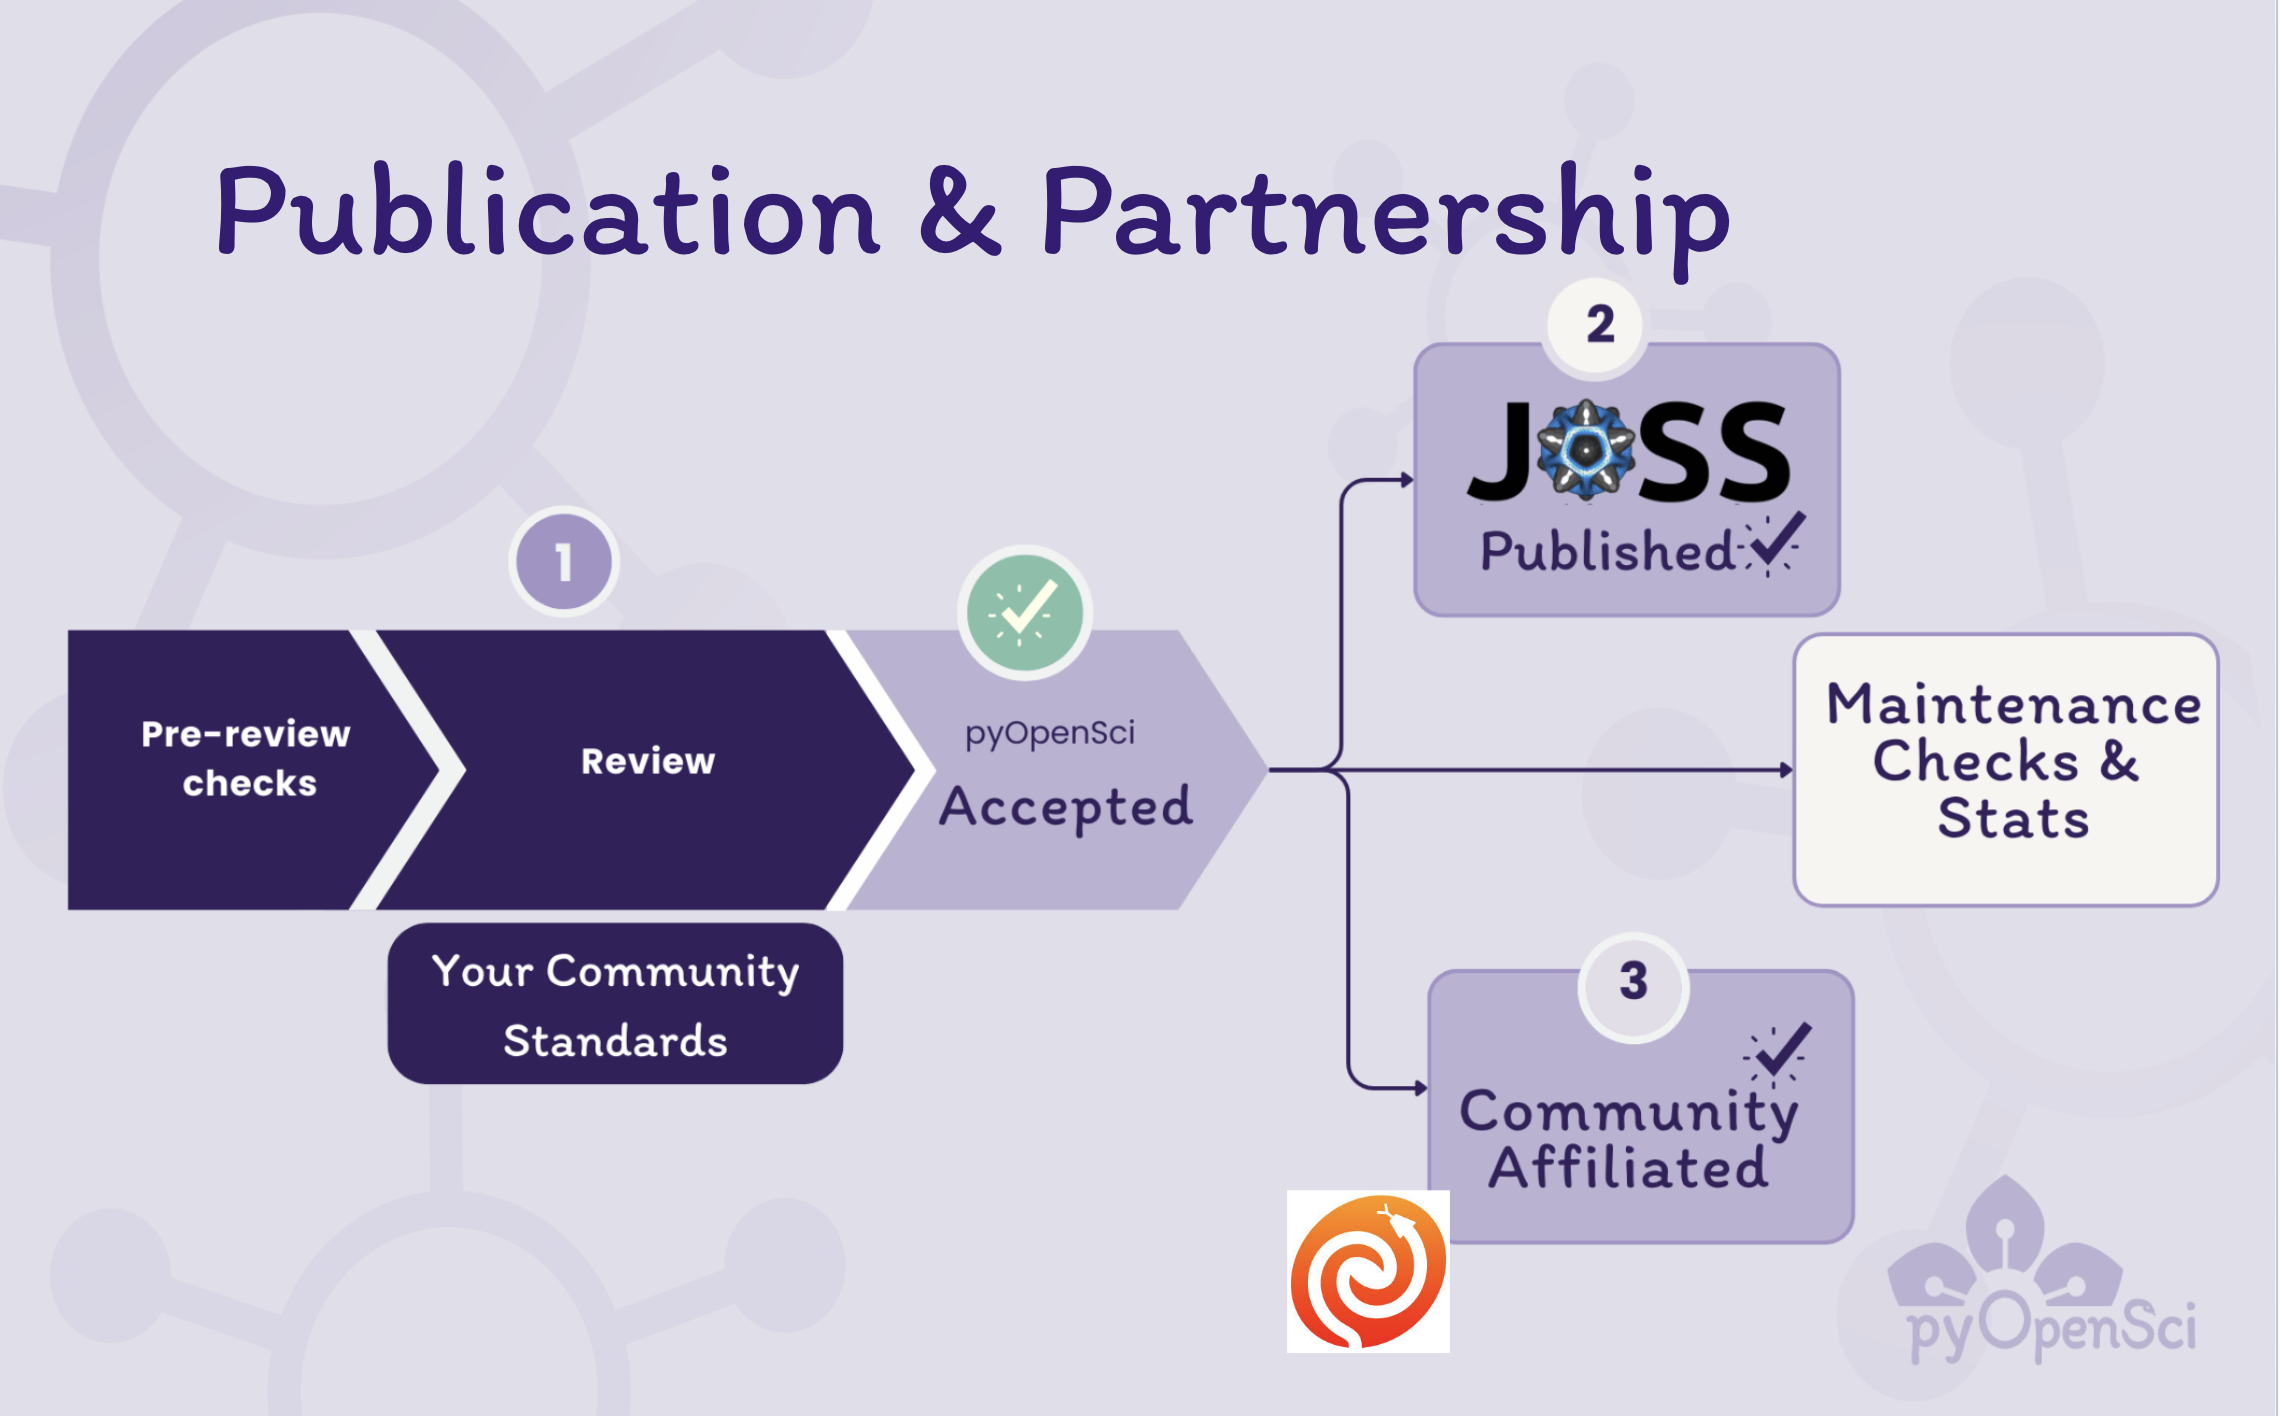 Publication & Partnership
1
Pre-review
checks
Review
pyOpenSci
Accepted
Your Community
Standards
2
JOSS
Published
Maintenance
Checks &
Stats
3
Community
Affiliated
pyOpenSci